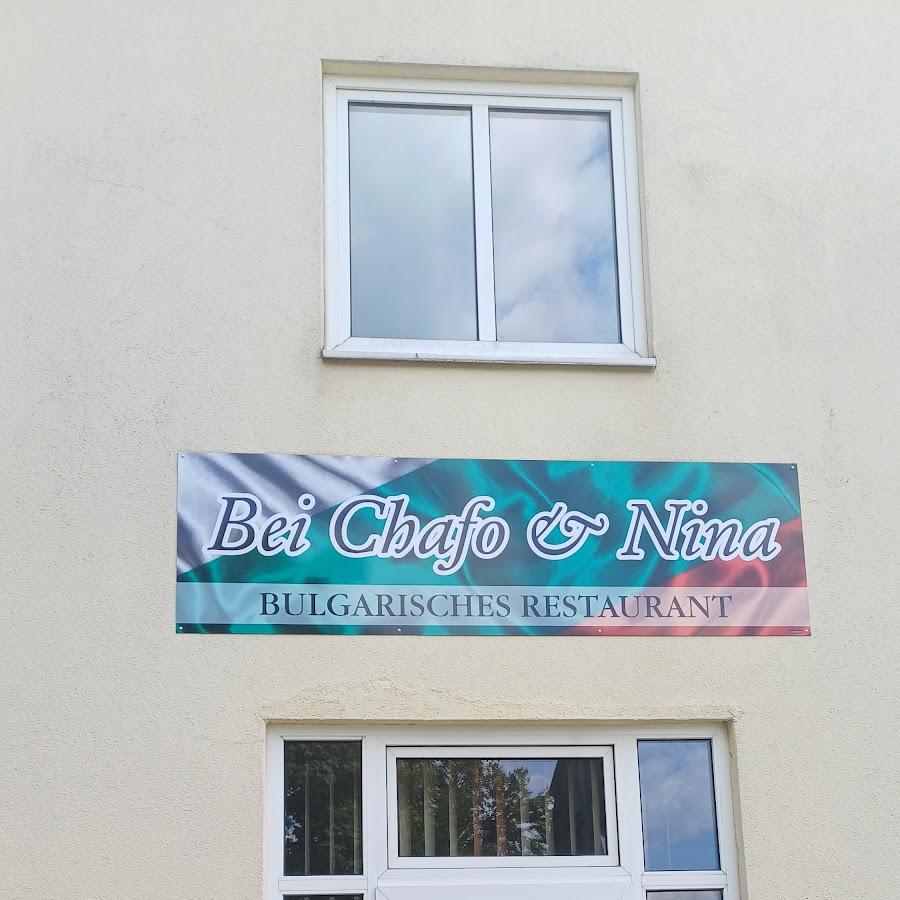 Bei Chafo & Nina
BULGARISCHES RESTAURANT